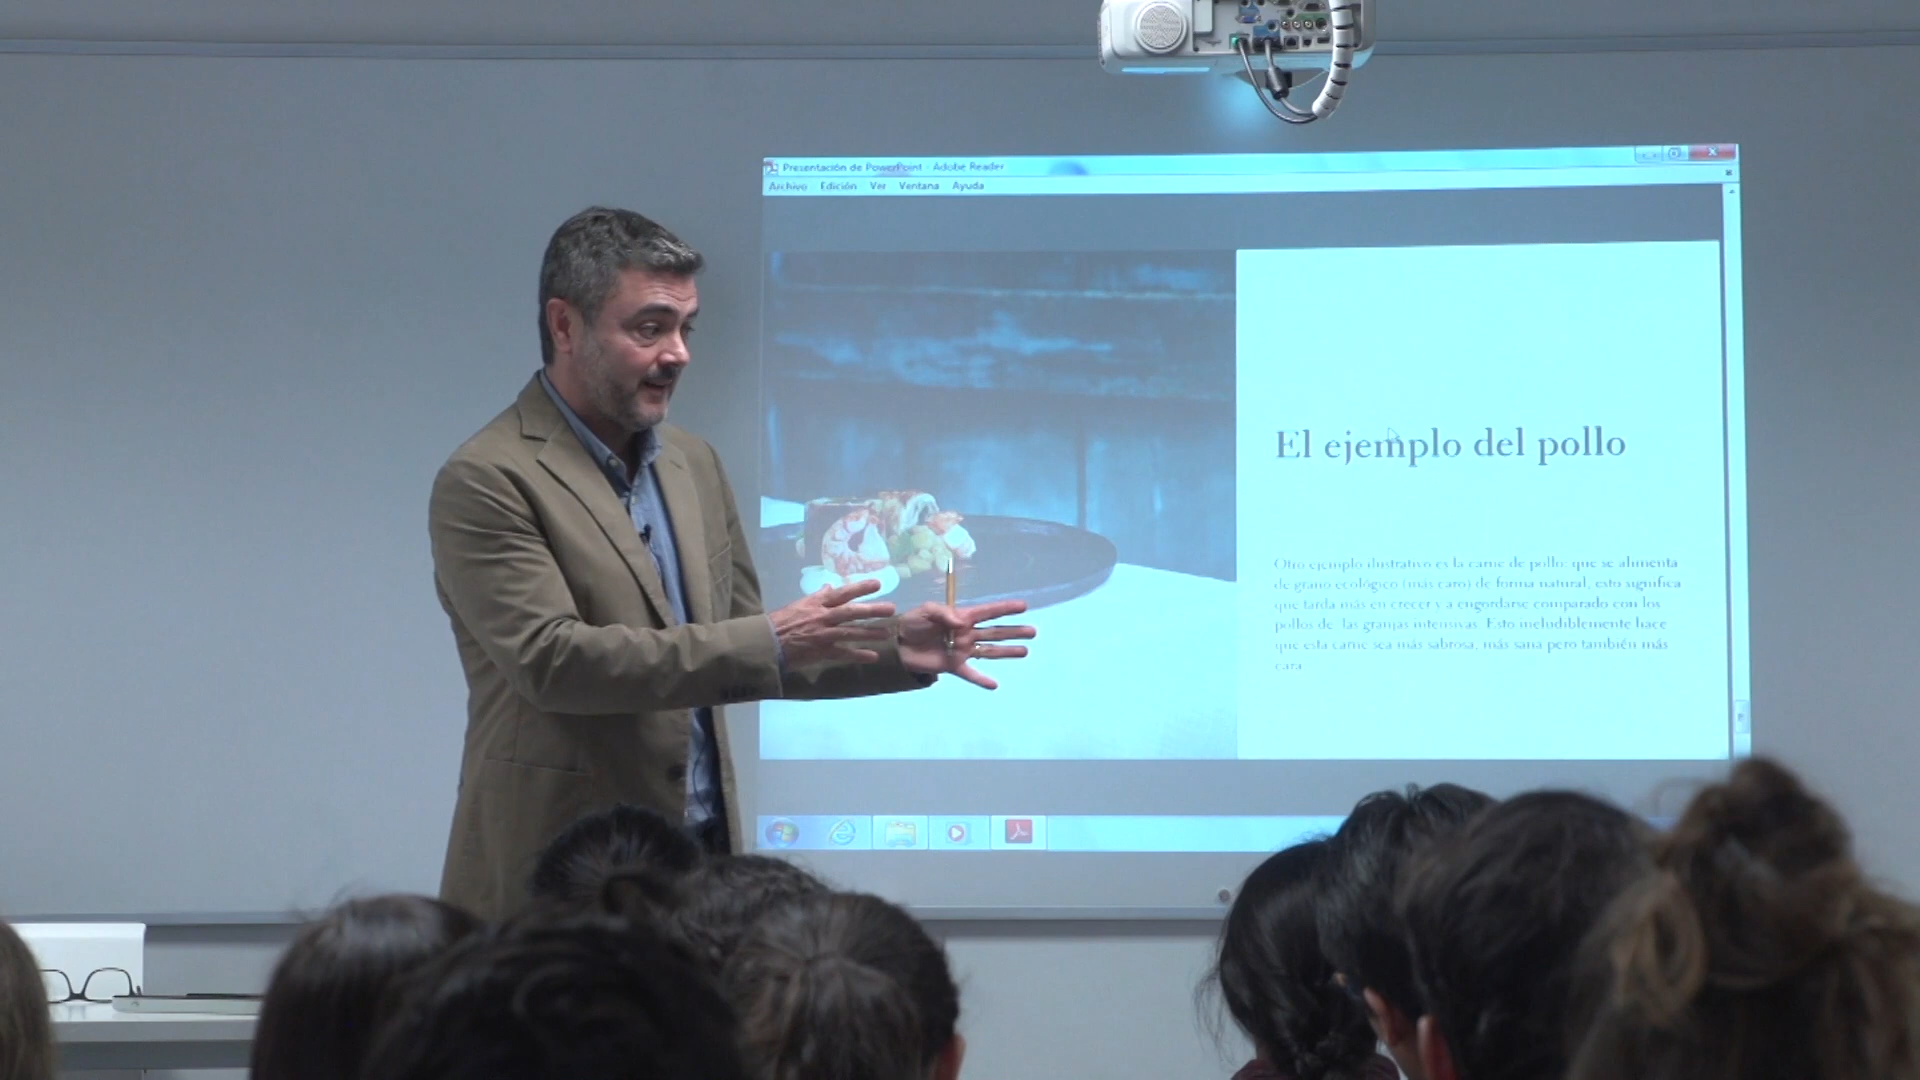 Presentación de PowerPoint - Adobe Reader
Archivo Edición Ver Ventana Ayuda
El ejemplo del pollo
Otro ejemplo ilustrativo es la carne de pollo: que se alimenta
de grano ecológico (más caro) de forma natural, esto significa
que tarda más en crecer y a engordarse comparado con los
pollos de las granjas intensivas. Esto ineludiblemente hace
que esta carne sea más sabrosa, más sana pero también más
cara